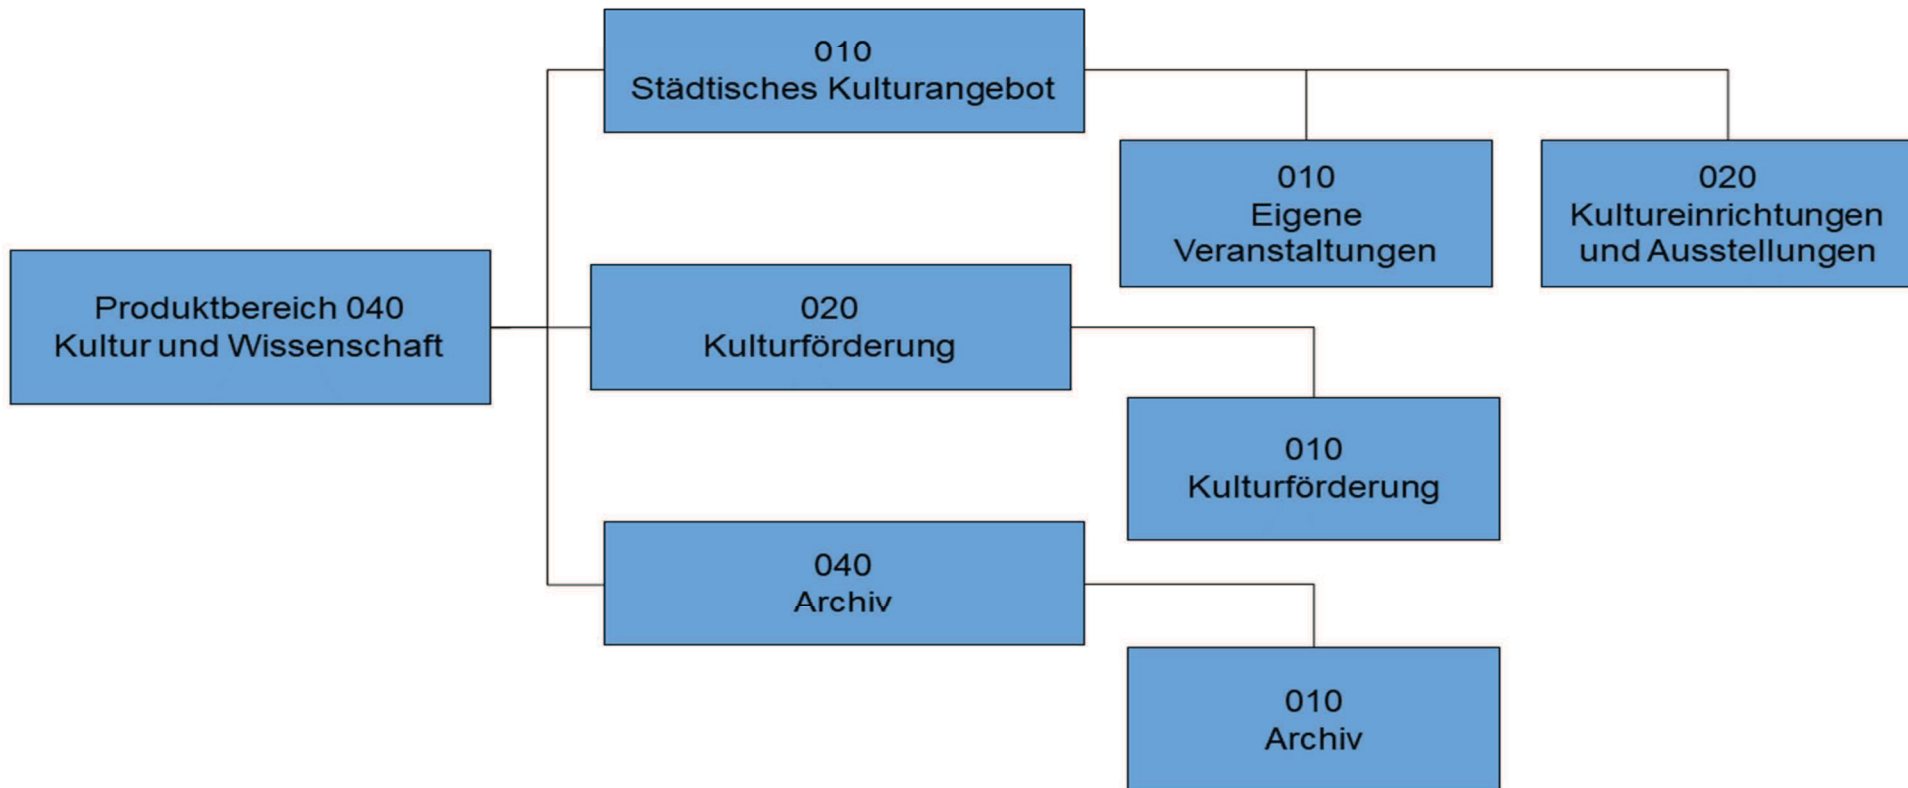 Produktbereich 040
Kultur und Wissenschaft
010
Städtisches Kulturangebot
010
Eigene
Veranstaltungen
020
Kultureinrichtungen
und Ausstellungen
020
Kulturförderung
010
Kulturförderung
040
Archiv
010
Archiv